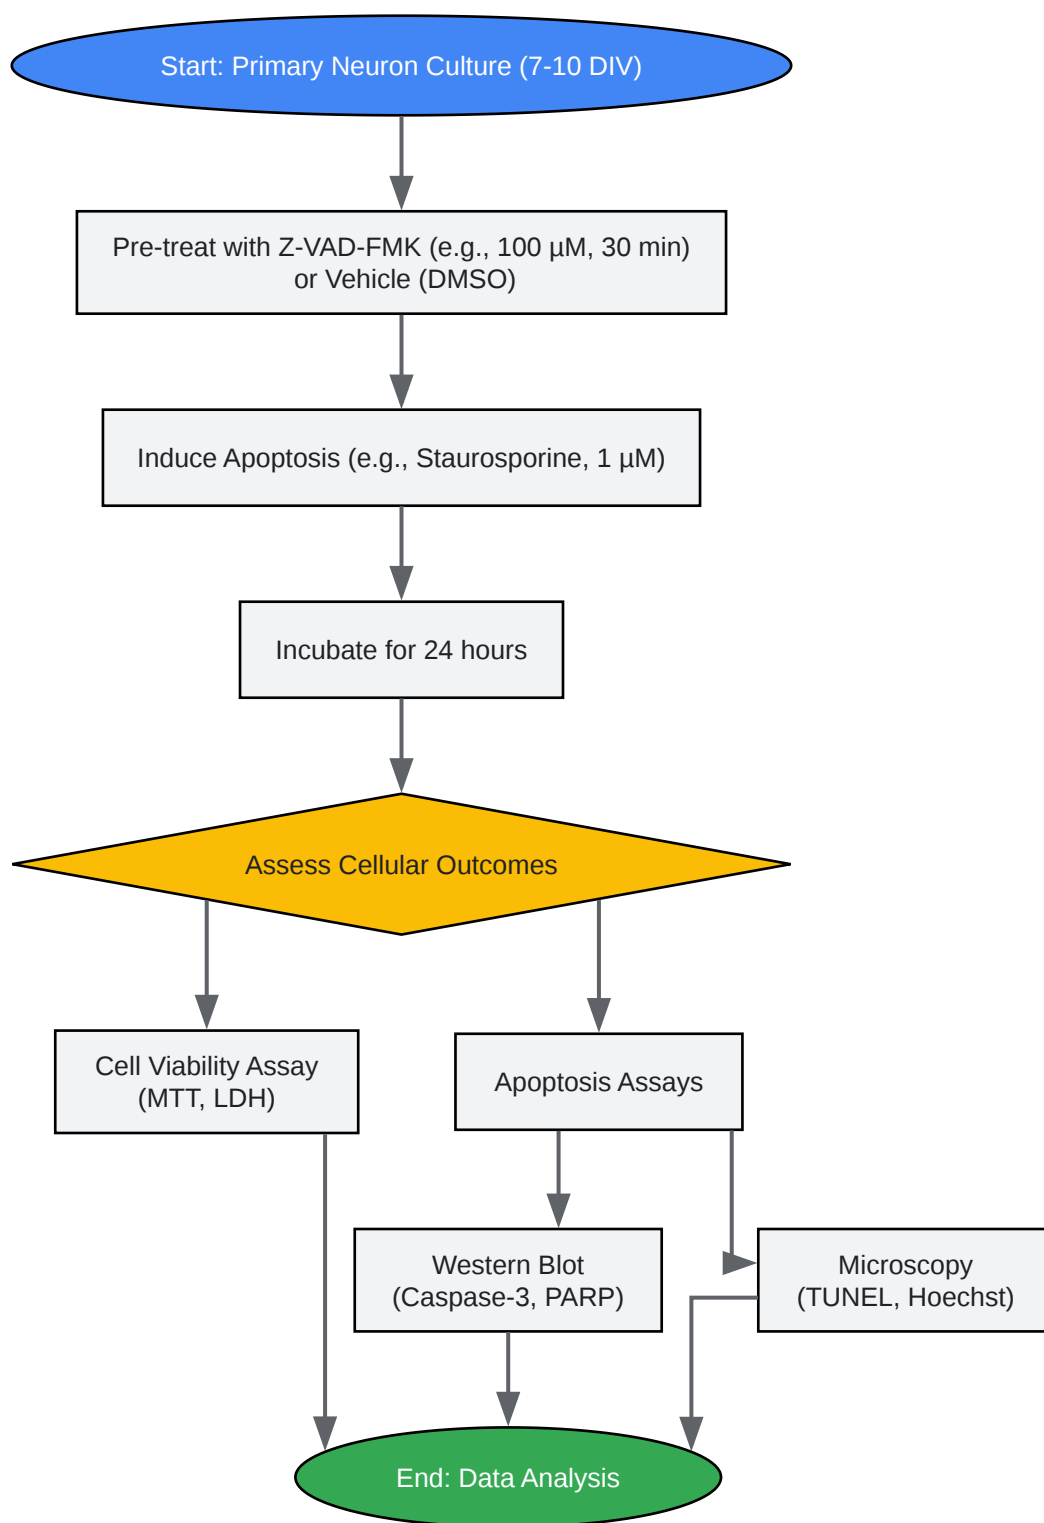 Start: Primary Neuron Culture (7-10 DIV)
Pre-treat with Z-VAD-FMK (e.g., 100 µM, 30 min)
or Vehicle (DMSO)
Induce Apoptosis (e.g., Staurosporine, 1 µM)
Incubate for 24 hours
Assess Cellular Outcomes
Cell Viability Assay
(MTT, LDH)
Apoptosis Assays
Western Blot
(Caspase-3, PARP)
Microscopy
(TUNEL, Hoechst)
End: Data Analysis